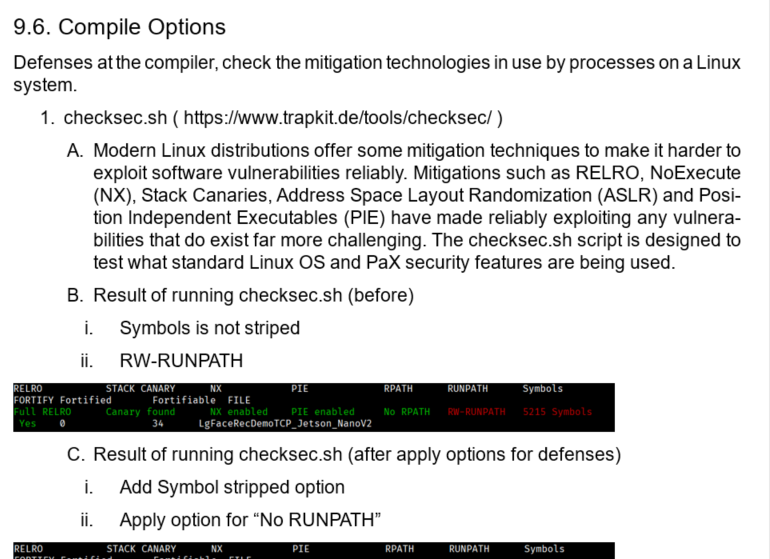 9.6. Compile Options
Defenses at the compiler, check the mitigation technologies in use by processes on a Linux
system.
1. checksec.sh ( https://www.trapkit.de/tools/checksec/ )
A. Modern Linux distributions offer some mitigation techniques to make it harder to
exploit software vulnerabilities reliably. Mitigations such as RELRO, NoExecute
(NX), Stack Canaries, Address Space Layout Randomization (ASLR) and Posi-
tion Independent Executables (PIE) have made reliably exploiting any vulnera-
bilities that do exist far more challenging. The checksec.sh script is designed to
test what standard Linux OS and PaX security features are being used.
B. Result of running checksec.sh (before)
i. Symbols is not striped
ii. RW-RUNPATH
RELRO STACK CANARY NX PIE RPATH RUNPATH Symbols
FORTIFY Fortified Fortifiable FILE
Full RELRO Canary found NX enabled PIE enabled No RPATH RW-RUNPATH 5215 Symbols
Yes 0 34 LgFaceRecDemoTCP_Jetson_NanoV2
C. Result of running checksec.sh (after apply options for defenses)
i. Add Symbol stripped option
ii. Apply option for “No RUNPATH”
RELRO STACK CANARY NX PIE RPATH RUNPATH Symbols